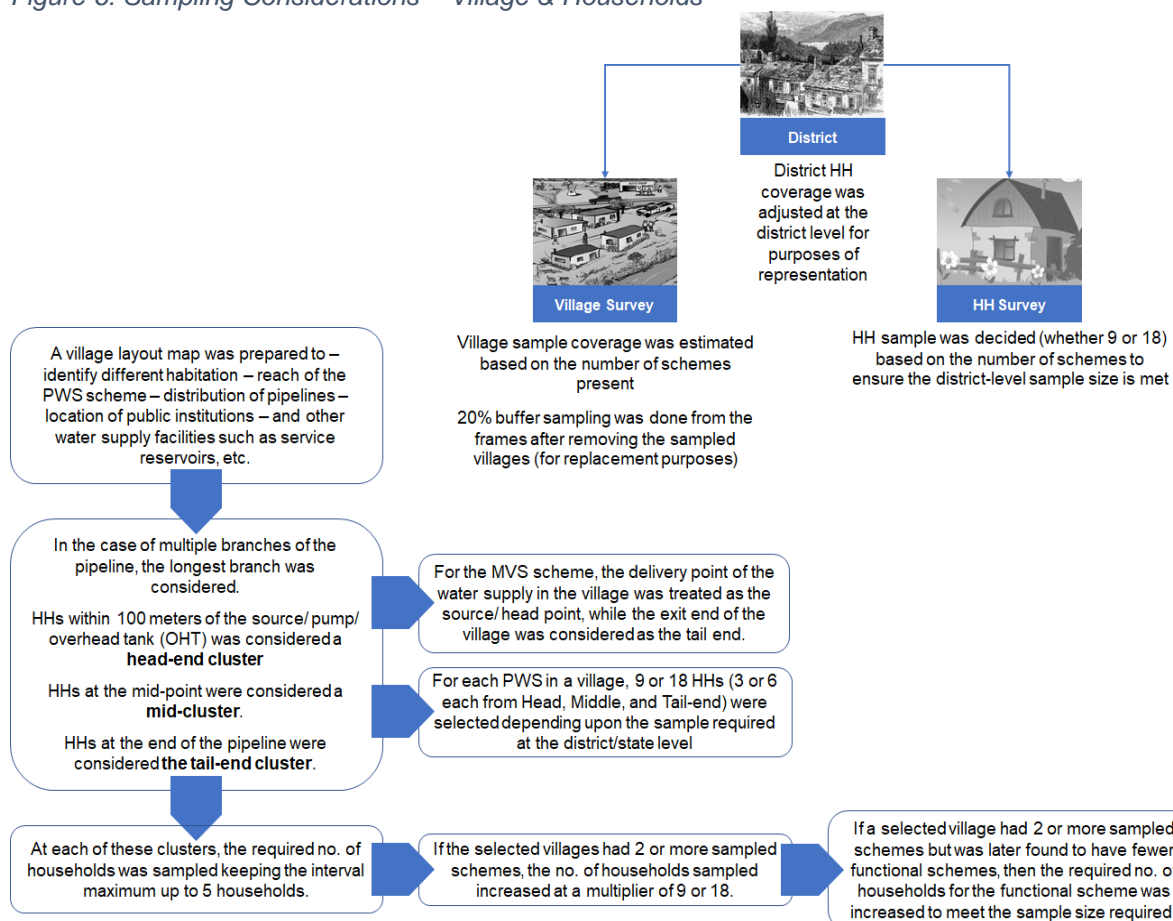 Figure 6: Sampling Considerations – Village & Households
District
District HH
coverage was
adjusted at the
district level for
purposes of
representation
Village Survey
HH Survey
Village sample coverage was estimated
based on the number of schemes
present
20% buffer sampling was done from the
frames after removing the sampled
villages (for replacement purposes)
HH sample was decided (whether 9 or 18)
based on the number of schemes to
ensure the district-level sample size is met
A village layout map was prepared to –
identify different habitation – reach of the
PWS scheme – distribution of pipelines –
location of public institutions – and other
water supply facilities such as service
reservoirs, etc.
In the case of multiple branches of the
pipeline, the longest branch was
considered.
HHs within 100 meters of the source/ pump/
overhead tank (OHT) was considered a
head-end cluster
HHs at the mid-point were considered a
mid-cluster.
HHs at the end of the pipeline were
considered the tail-end cluster.
For the MVS scheme, the delivery point of the
water supply in the village was treated as the
source/ head point, while the exit end of the
village was considered as the tail end.
For each PWS in a village, 9 or 18 HHs (3 or 6
each from Head, Middle, and Tail-end) were
selected depending upon the sample required
at the district/state level
At each of these clusters, the required no. of
households was sampled keeping the interval
maximum up to 5 households.
If the selected villages had 2 or more sampled
schemes, the no. of households sampled
increased at a multiplier of 9 or 18.
If a selected village had 2 or more sampled
schemes but was later found to have fewer
functional schemes, then the required no. of
households for the functional scheme was
increased to meet the sample size required